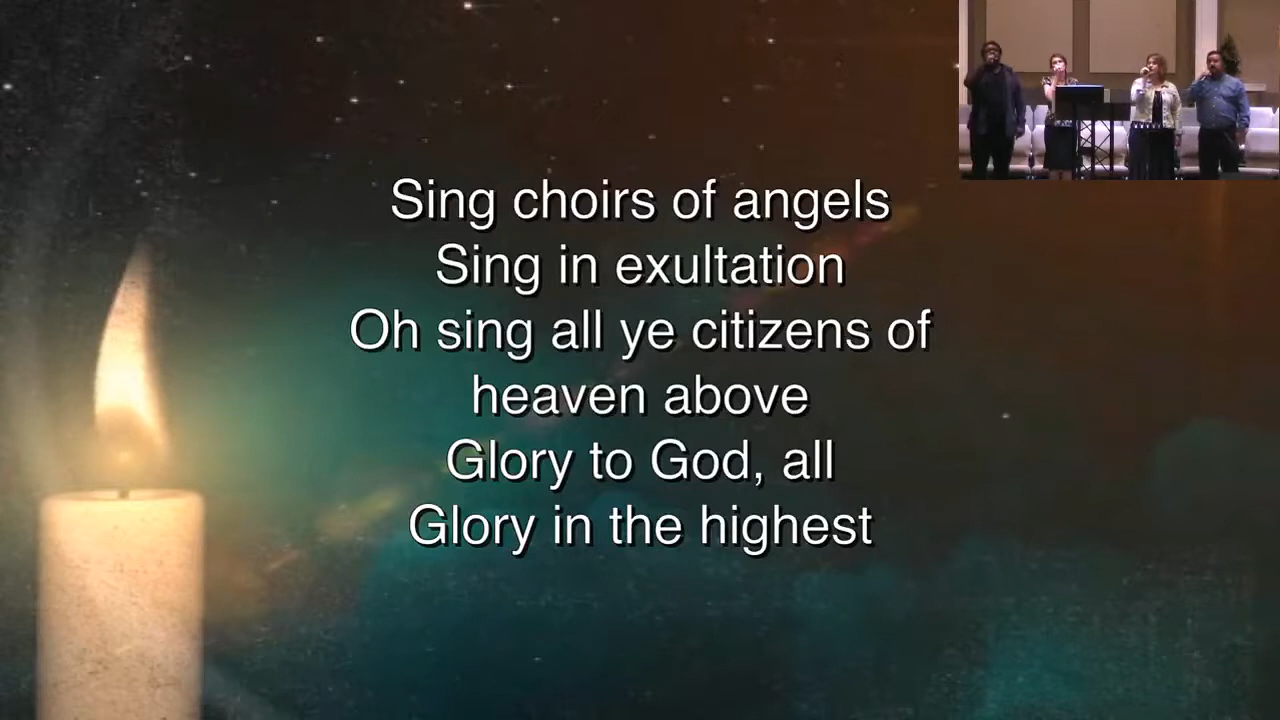 Sing choirs of angels
Sing in exultation
Oh sing all ye citizens of
heaven above
Glory to God, all
Glory in the highest